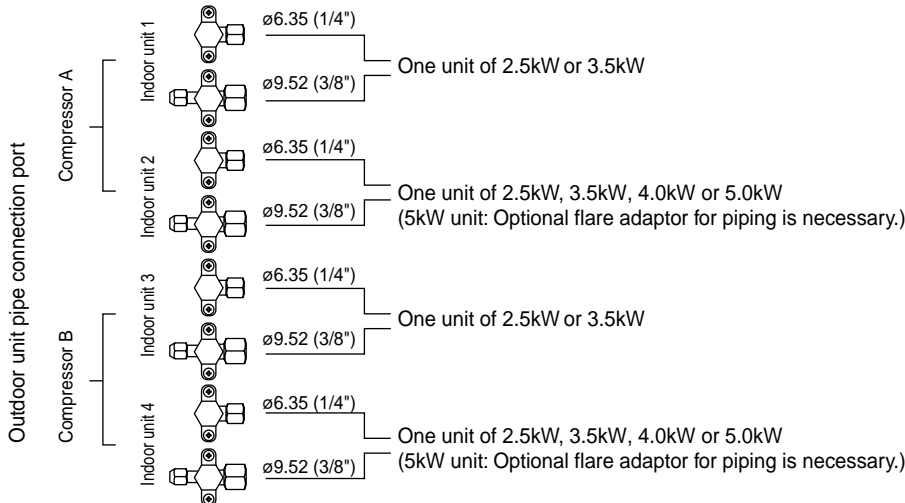 Outdoor unit pipe connection port
Compressor A
Indoor unit 1
ø6.35 (1/4")
ø9.52 (3/8")
One unit of 2.5kW or 3.5kW
Indoor unit 2
ø6.35 (1/4")
ø9.52 (3/8")
One unit of 2.5kW, 3.5kW, 4.0kW or 5.0kW
(5kW unit: Optional flare adaptor for piping is necessary.)
Compressor B
Indoor unit 3
ø6.35 (1/4")
ø9.52 (3/8")
One unit of 2.5kW or 3.5kW
Indoor unit 4
ø6.35 (1/4")
ø9.52 (3/8")
One unit of 2.5kW, 3.5kW, 4.0kW or 5.0kW
(5kW unit: Optional flare adaptor for piping is necessary.)